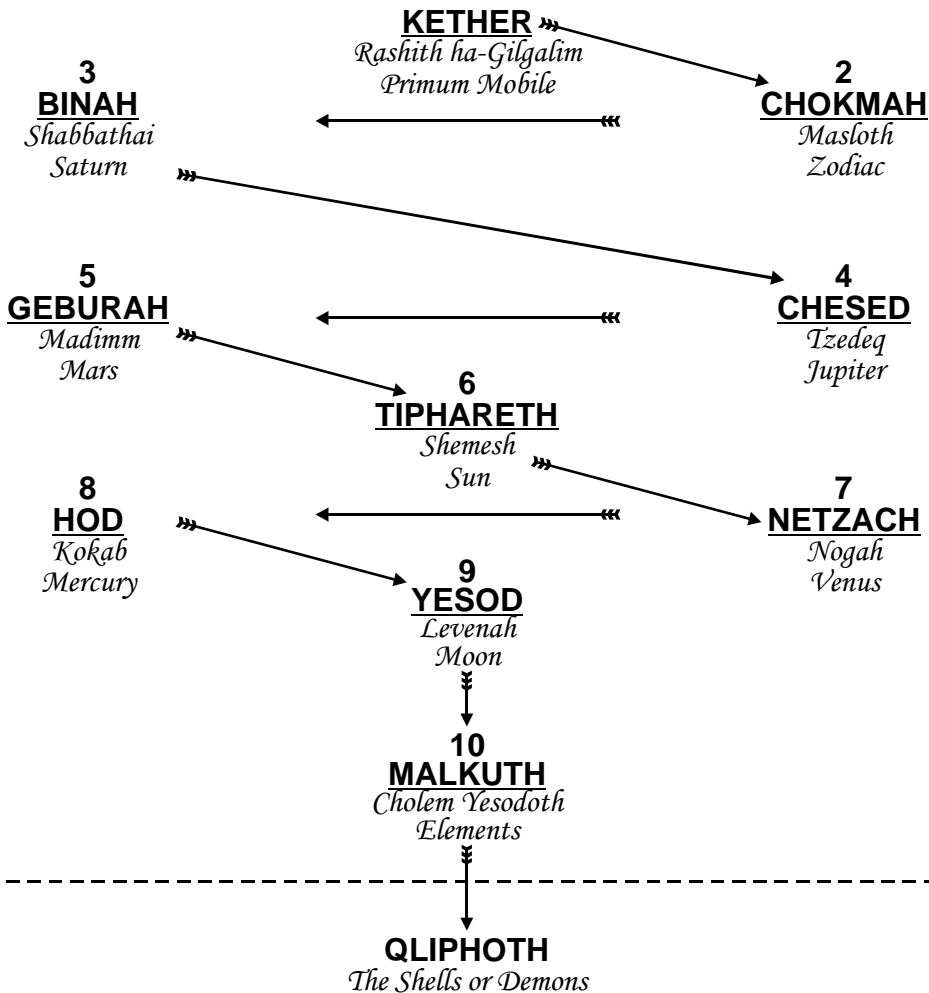 KETHER
Rashith ha-Gilgalim
Primum Mobile
3
BINAH
Shabbathai
Saturn
2
CHOKMAH
Masloth
Zodiac
5
GEBURAH
Madimm
Mars
4
CHESED
Tzedeq
Jupiter
6
TIPHARETH
Shemesh
Sun
8
HOD
Kokab
Mercury
7
NETZACH
Nogah
Venus
9
YESOD
Levenah
Moon
10
MALKUTH
Cholem Yesodoth
Elements
QLIPHOTH
The Shells or Demons